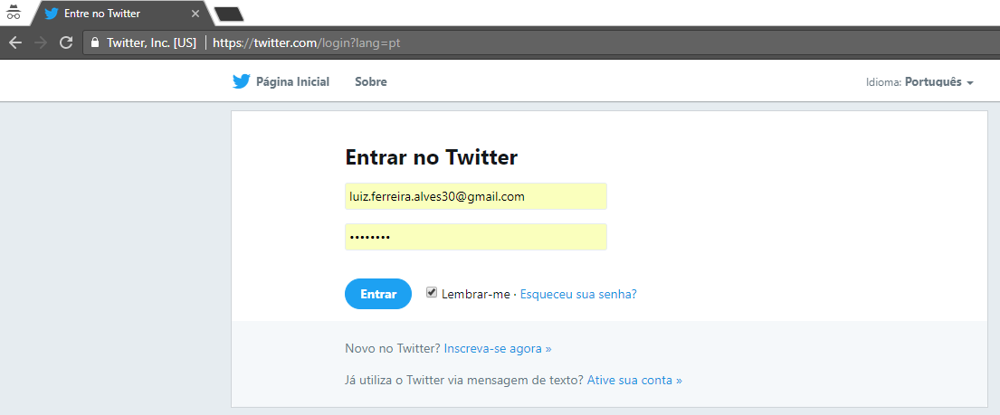 Entre no Twitter
Twitter, Inc. [US] https://twitter.com/login?lang=pt
Página Inicial Sobre Idioma: Português
Entrar no Twitter
luiz.ferreira.alves30@gmail.com
••••••••
Entrar Lembrar-me · Esqueceu sua senha?
Novo no Twitter? Inscreva-se agora »
Já utiliza o Twitter via mensagem de texto? Ative sua conta »